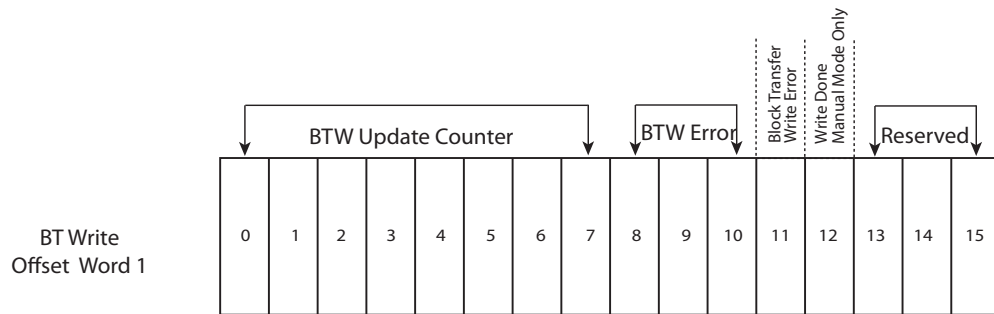 Block Transfer
Write Error
Write Done
Manual Mode Only
BTW Update Counter
BTW Error
Reserved
BT Write
Offset Word 1
0 1 2 3 4 5 6 7 8 9 10 11 12 13 14 15